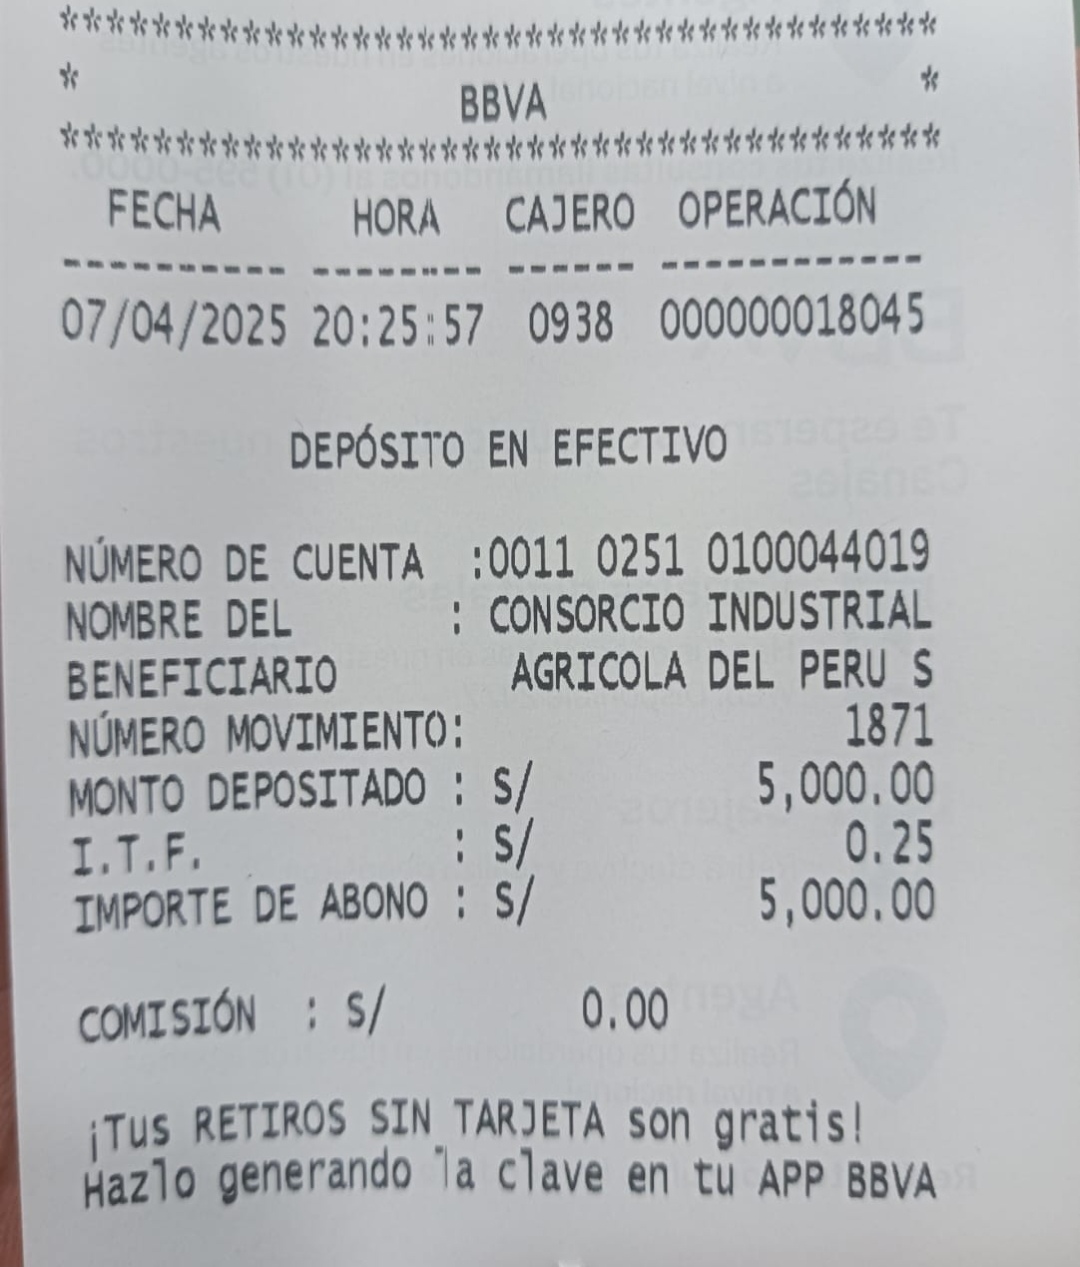 ****************************************
* BBVA *
****************************************
FECHA HORA CAJERO OPERACIÓN
---------- -------- ------ ------------
07/04/2025 20:25:57 0938 000000018045
DEPÓSITO EN EFECTIVO
NÚMERO DE CUENTA :0011 0251 0100044019
NOMBRE DEL : CONSORCIO INDUSTRIAL
BENEFICIARIO AGRICOLA DEL PERU S
NÚMERO MOVIMIENTO: 1871
MONTO DEPOSITADO : S/ 5,000.00
I.T.F. : S/ 0.25
IMPORTE DE ABONO : S/ 5,000.00
COMISIÓN : S/ 0.00
¡Tus RETIROS SIN TARJETA son gratis!
Hazlo generando la clave en tu APP BBVA